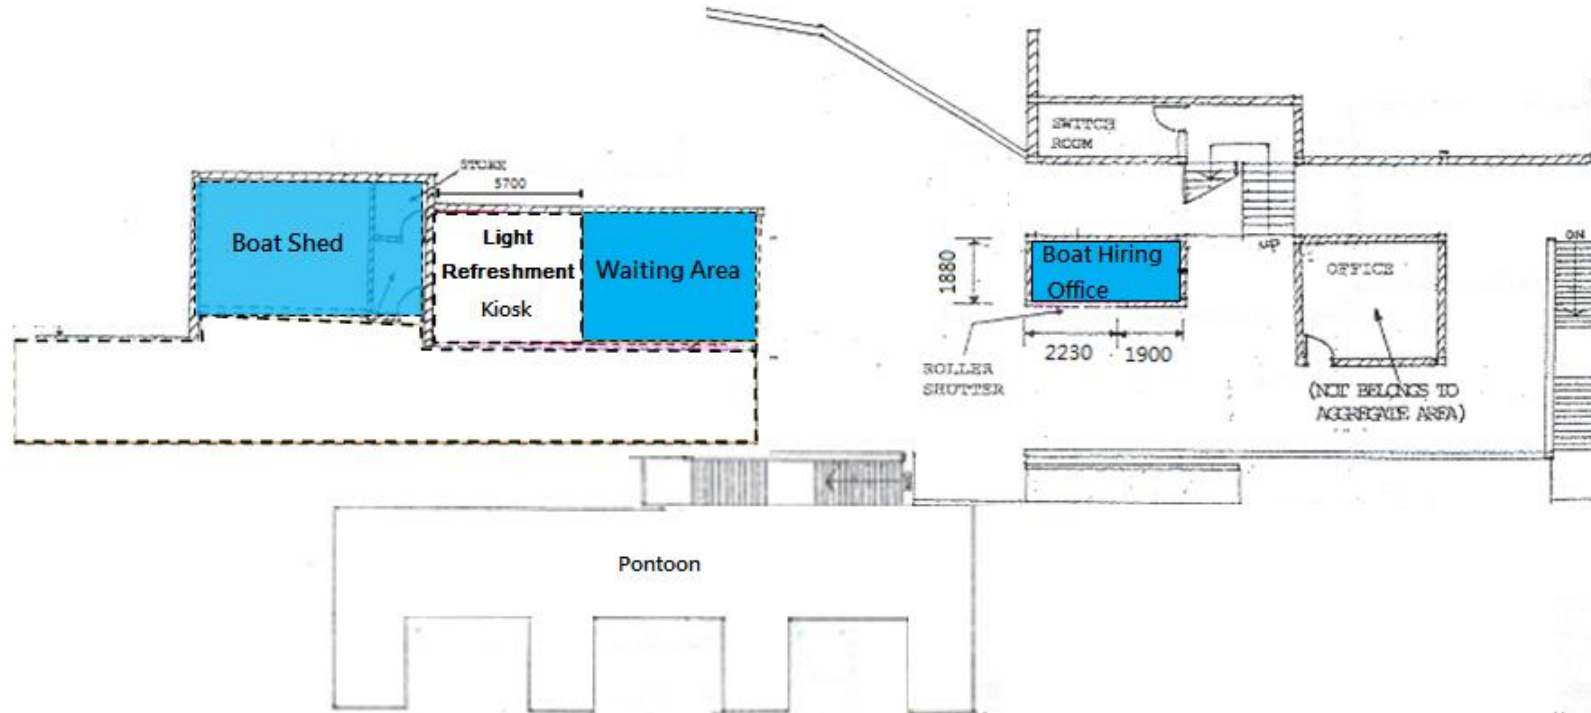 SWITCH
ROOM
STORE
5700
Boat Shed
Light
Refreshment
Kiosk
Waiting Area
1880
Boat Hiring
Office
UP
OFFICE
ROLLER
SHUTTER
2230
1900
(NOT BELONGS TO
AGGREGATE AREA)
Pontoon